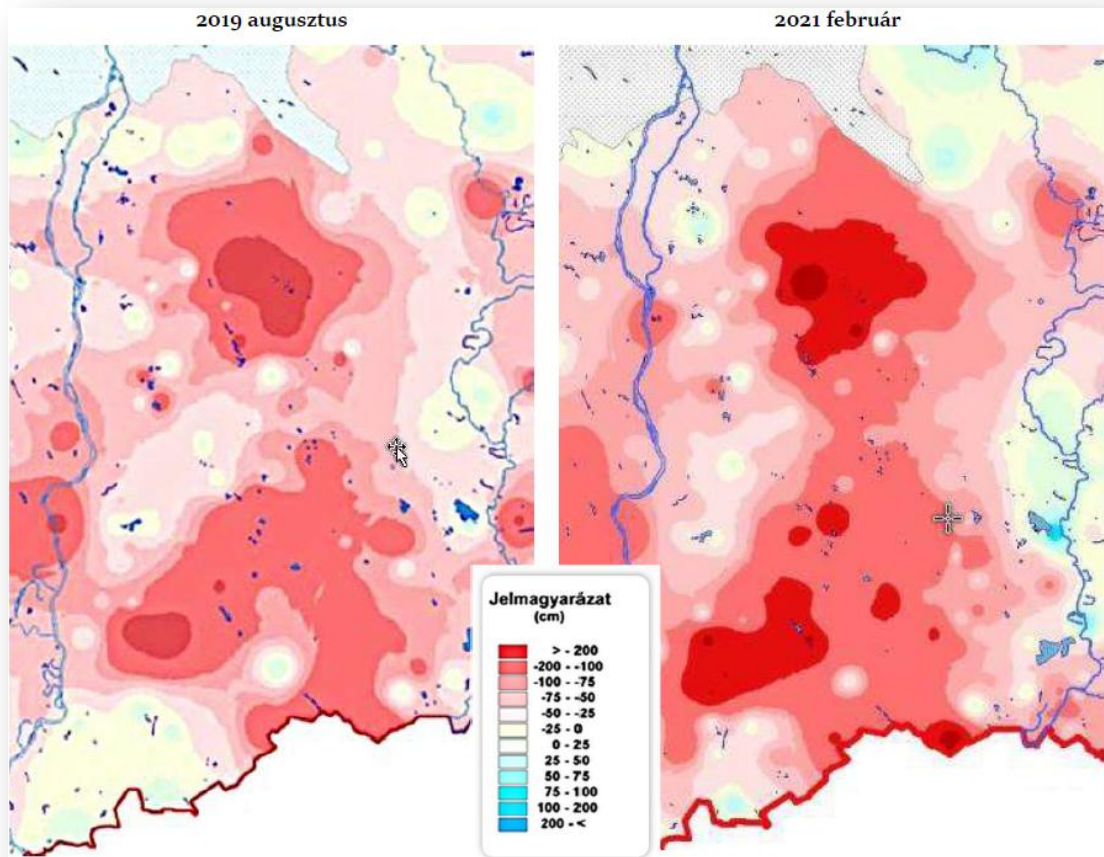 2019 augusztus
2021 február
Jelmagyarázat
(cm)
> - 200
-200 - -100
-100 - -75
-75 - -50
-50 - -25
-25 - 0
0 - 25
25 - 50
50 - 75
75 - 100
100 - 200
200 - <